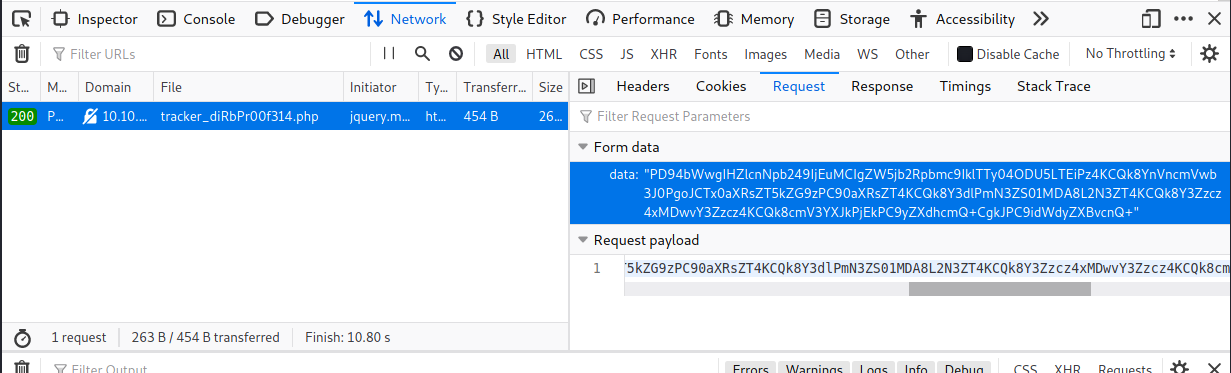 Inspector Console Debugger Network Style Editor Performance Memory Storage Accessibility
Filter URLs All HTML CSS JS XHR Fonts Images Media WS Other Disable Cache No Throttling
St... M... Domain File Initiator Ty... Transferr... Size Headers Cookies Request Response Timings Stack Trace
200 P... 10.10.... tracker_diRbPr00f314.php jquery.m... ht... 454 B 26...
Filter Request Parameters
Form data
data: "PD94bWwgIHZlcnNpb249IjEuMCIgZW5jb2Rpbmc9IklTTy04ODU5LTEiPz4KCQk8YnVncmVwb
3J0PgoJCTx0aXRsZT5kZG9zPC90aXRsZT4KCQk8Y3dlPmN3ZS01MDA8L2N3ZT4KCQk8Y3Zzcz
4xMDwvY3Zzcz4KCQk8cmV3YXJkPjEkPC9yZXdhcmQ+CgkJPC9idWdyZXBvcnQ+"
Request payload
1 5kZG9zPC90aXRsZT4KCQk8Y3dlPmN3ZS01MDA8L2N3ZT4KCQk8Y3Zzcz4xMDwvY3Zzcz4KCQk8cm
1 request 263 B / 454 B transferred Finish: 10.80 s
Filter Output Errors Warnings Logs Info Debug CSS XHR Requests